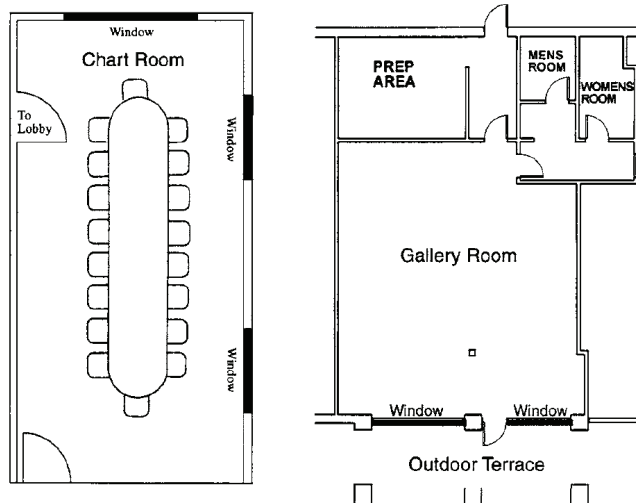 Window
Chart Room
To
Lobby
Window
Window
PREP
AREA
MENS
ROOM
WOMENS
ROOM
Gallery Room
Window
Window
Outdoor Terrace